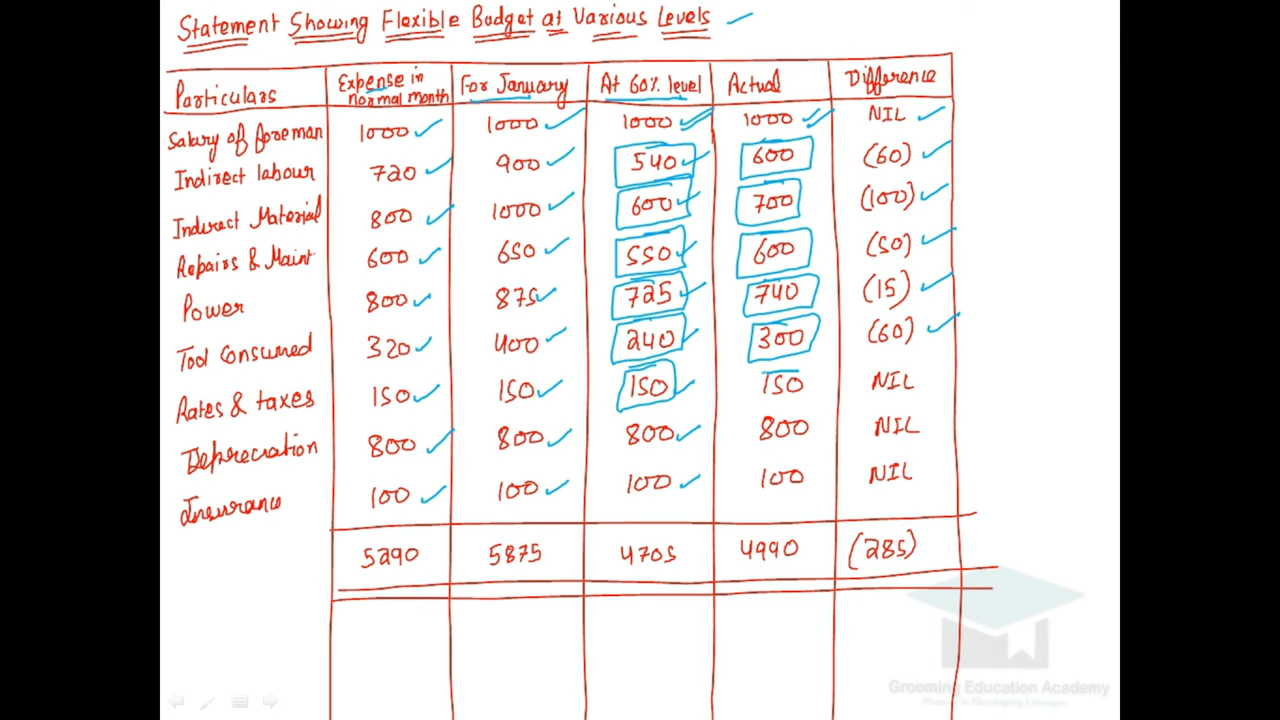 Statement Showing Flexible Budget at Various Levels
Particulars Expense in normal month For January At 60% level Actual Difference
Salary of foreman 1000 1000 1000 1000 NIL
Indirect labour 720 900 540 600 (60)
Indirect Material 800 1000 600 700 (100)
Repairs & Maint 600 650 550 600 (50)
Power 800 875 725 740 (15)
Tool Consumed 320 400 240 300 (60)
Rates & taxes 150 150 150 150 NIL
Depreciation 800 800 800 800 NIL
Insurance 100 100 100 100 NIL
5290 5875 4705 4990 (285)
Grooming Education Academy